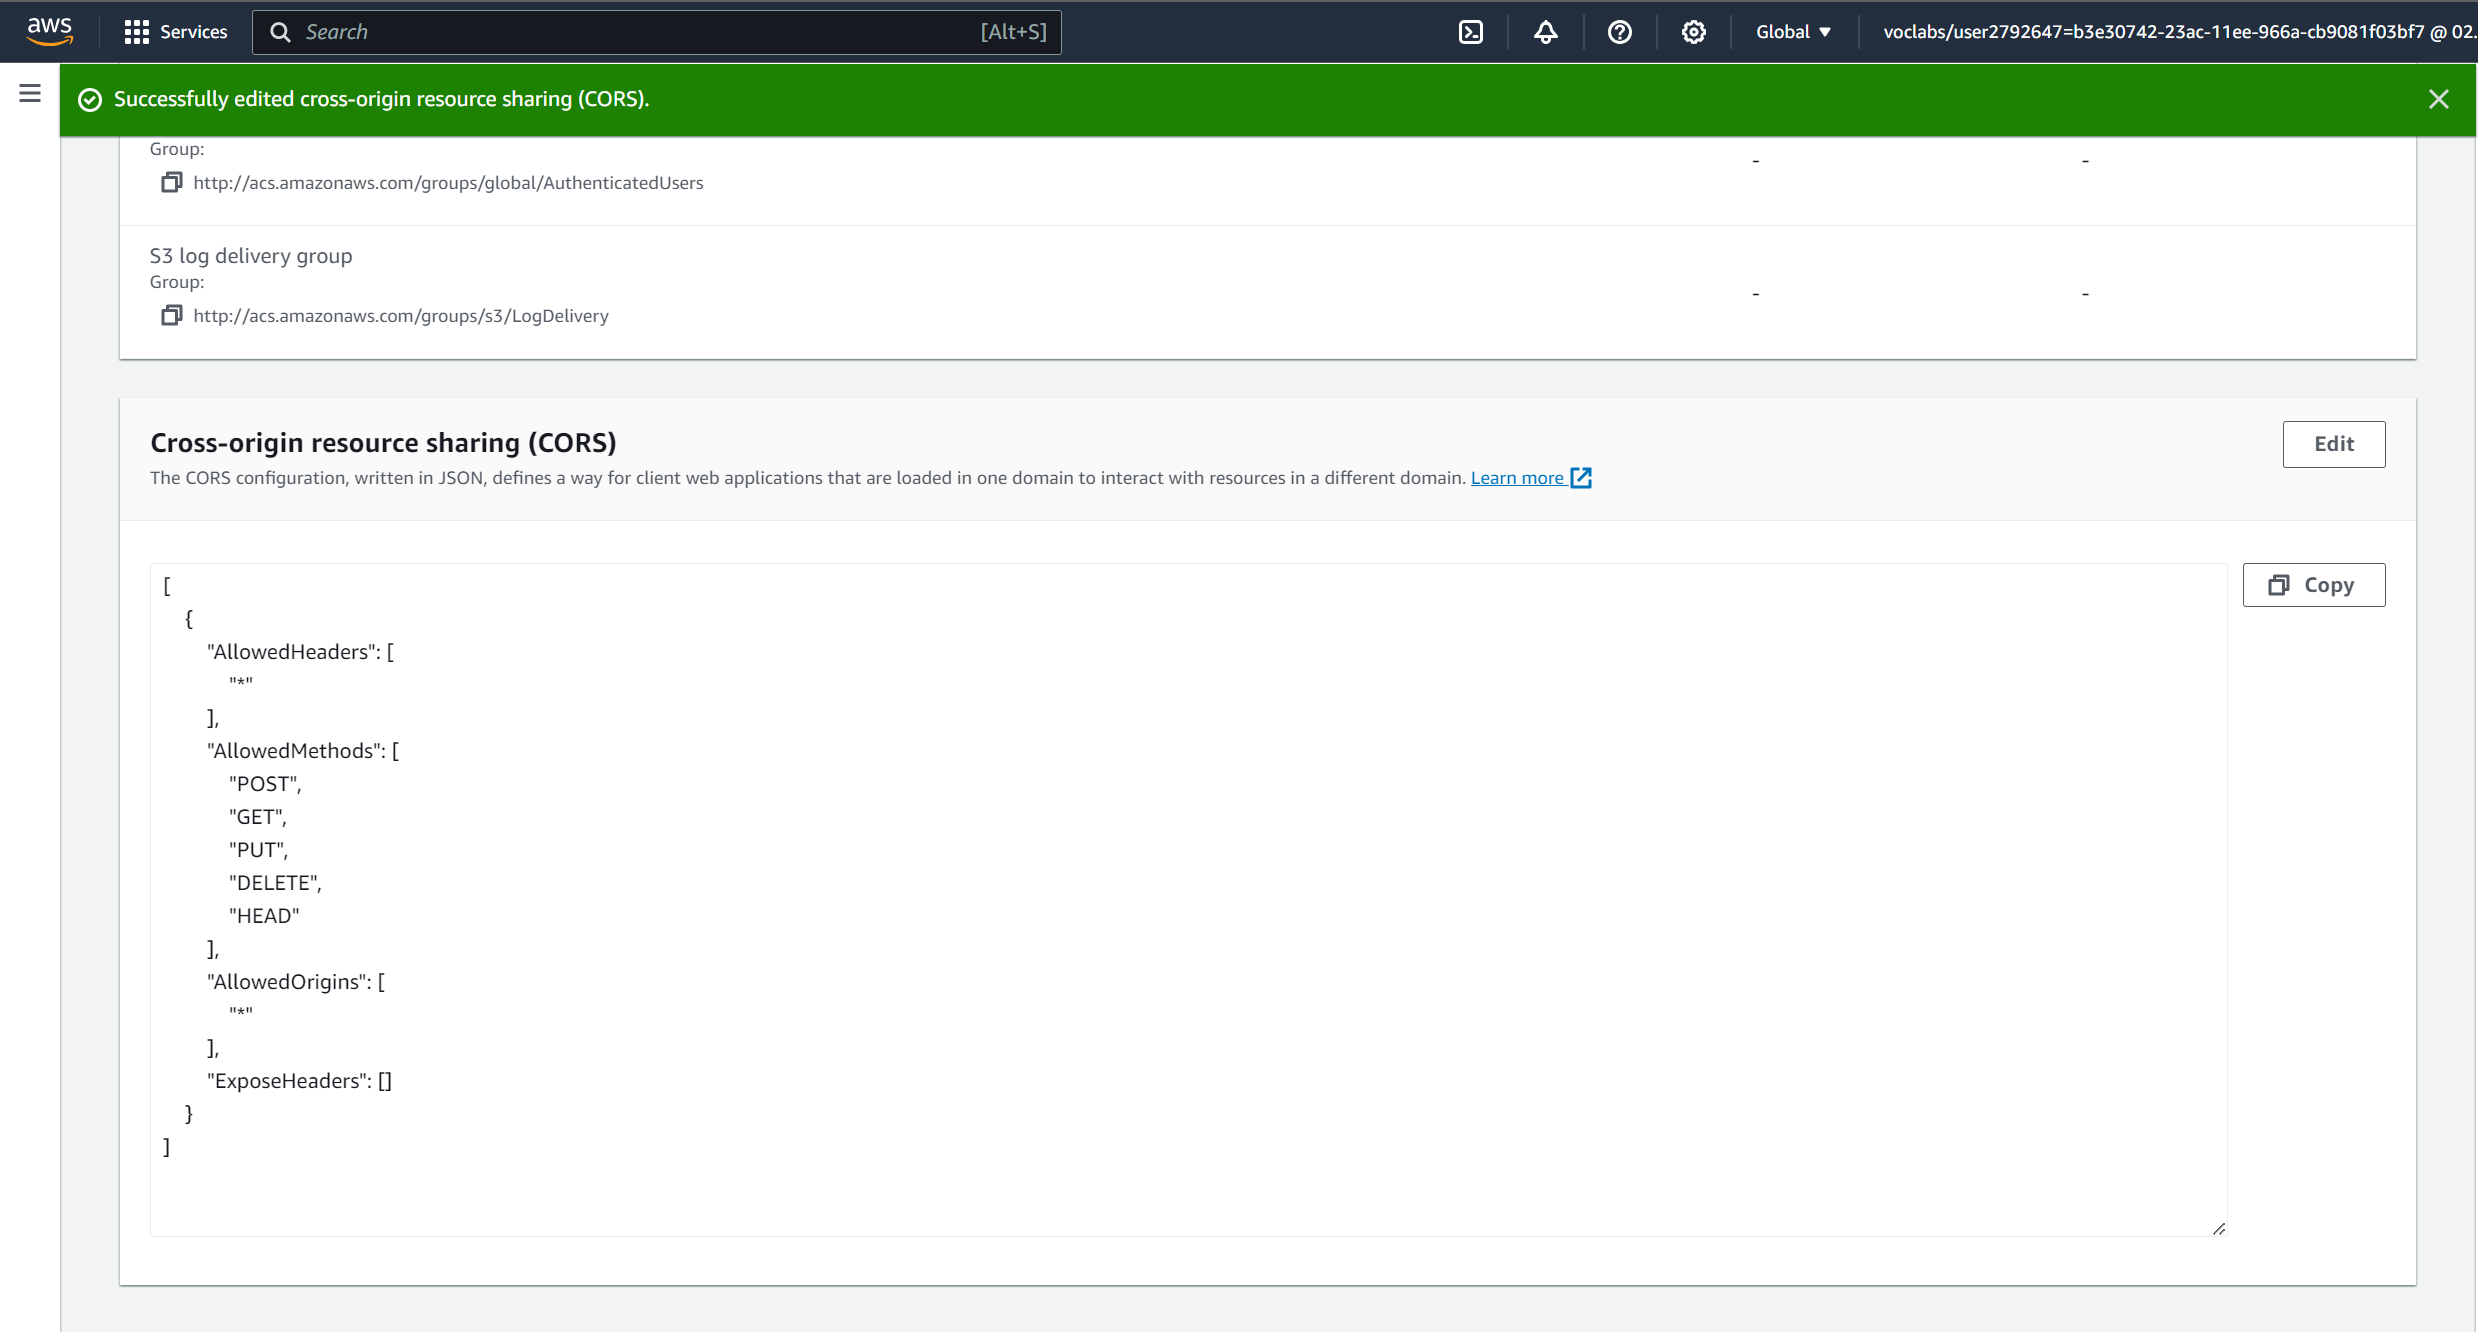 aws
Services
Search
[Alt+S]
Global
voclabs/user2792647=b3e30742-23ac-11ee-966a-cb9081f03bf7 @ 02.
Successfully edited cross-origin resource sharing (CORS).
Group:
http://acs.amazonaws.com/groups/global/AuthenticatedUsers
-
-
S3 log delivery group
Group:
http://acs.amazonaws.com/groups/s3/LogDelivery
-
-
Cross-origin resource sharing (CORS)
Edit
The CORS configuration, written in JSON, defines a way for client web applications that are loaded in one domain to interact with resources in a different domain. Learn more
Copy
[
{
"AllowedHeaders": [
"*"
],
"AllowedMethods": [
"POST",
"GET",
"PUT",
"DELETE",
"HEAD"
],
"AllowedOrigins": [
"*"
],
"ExposeHeaders": []
}
]